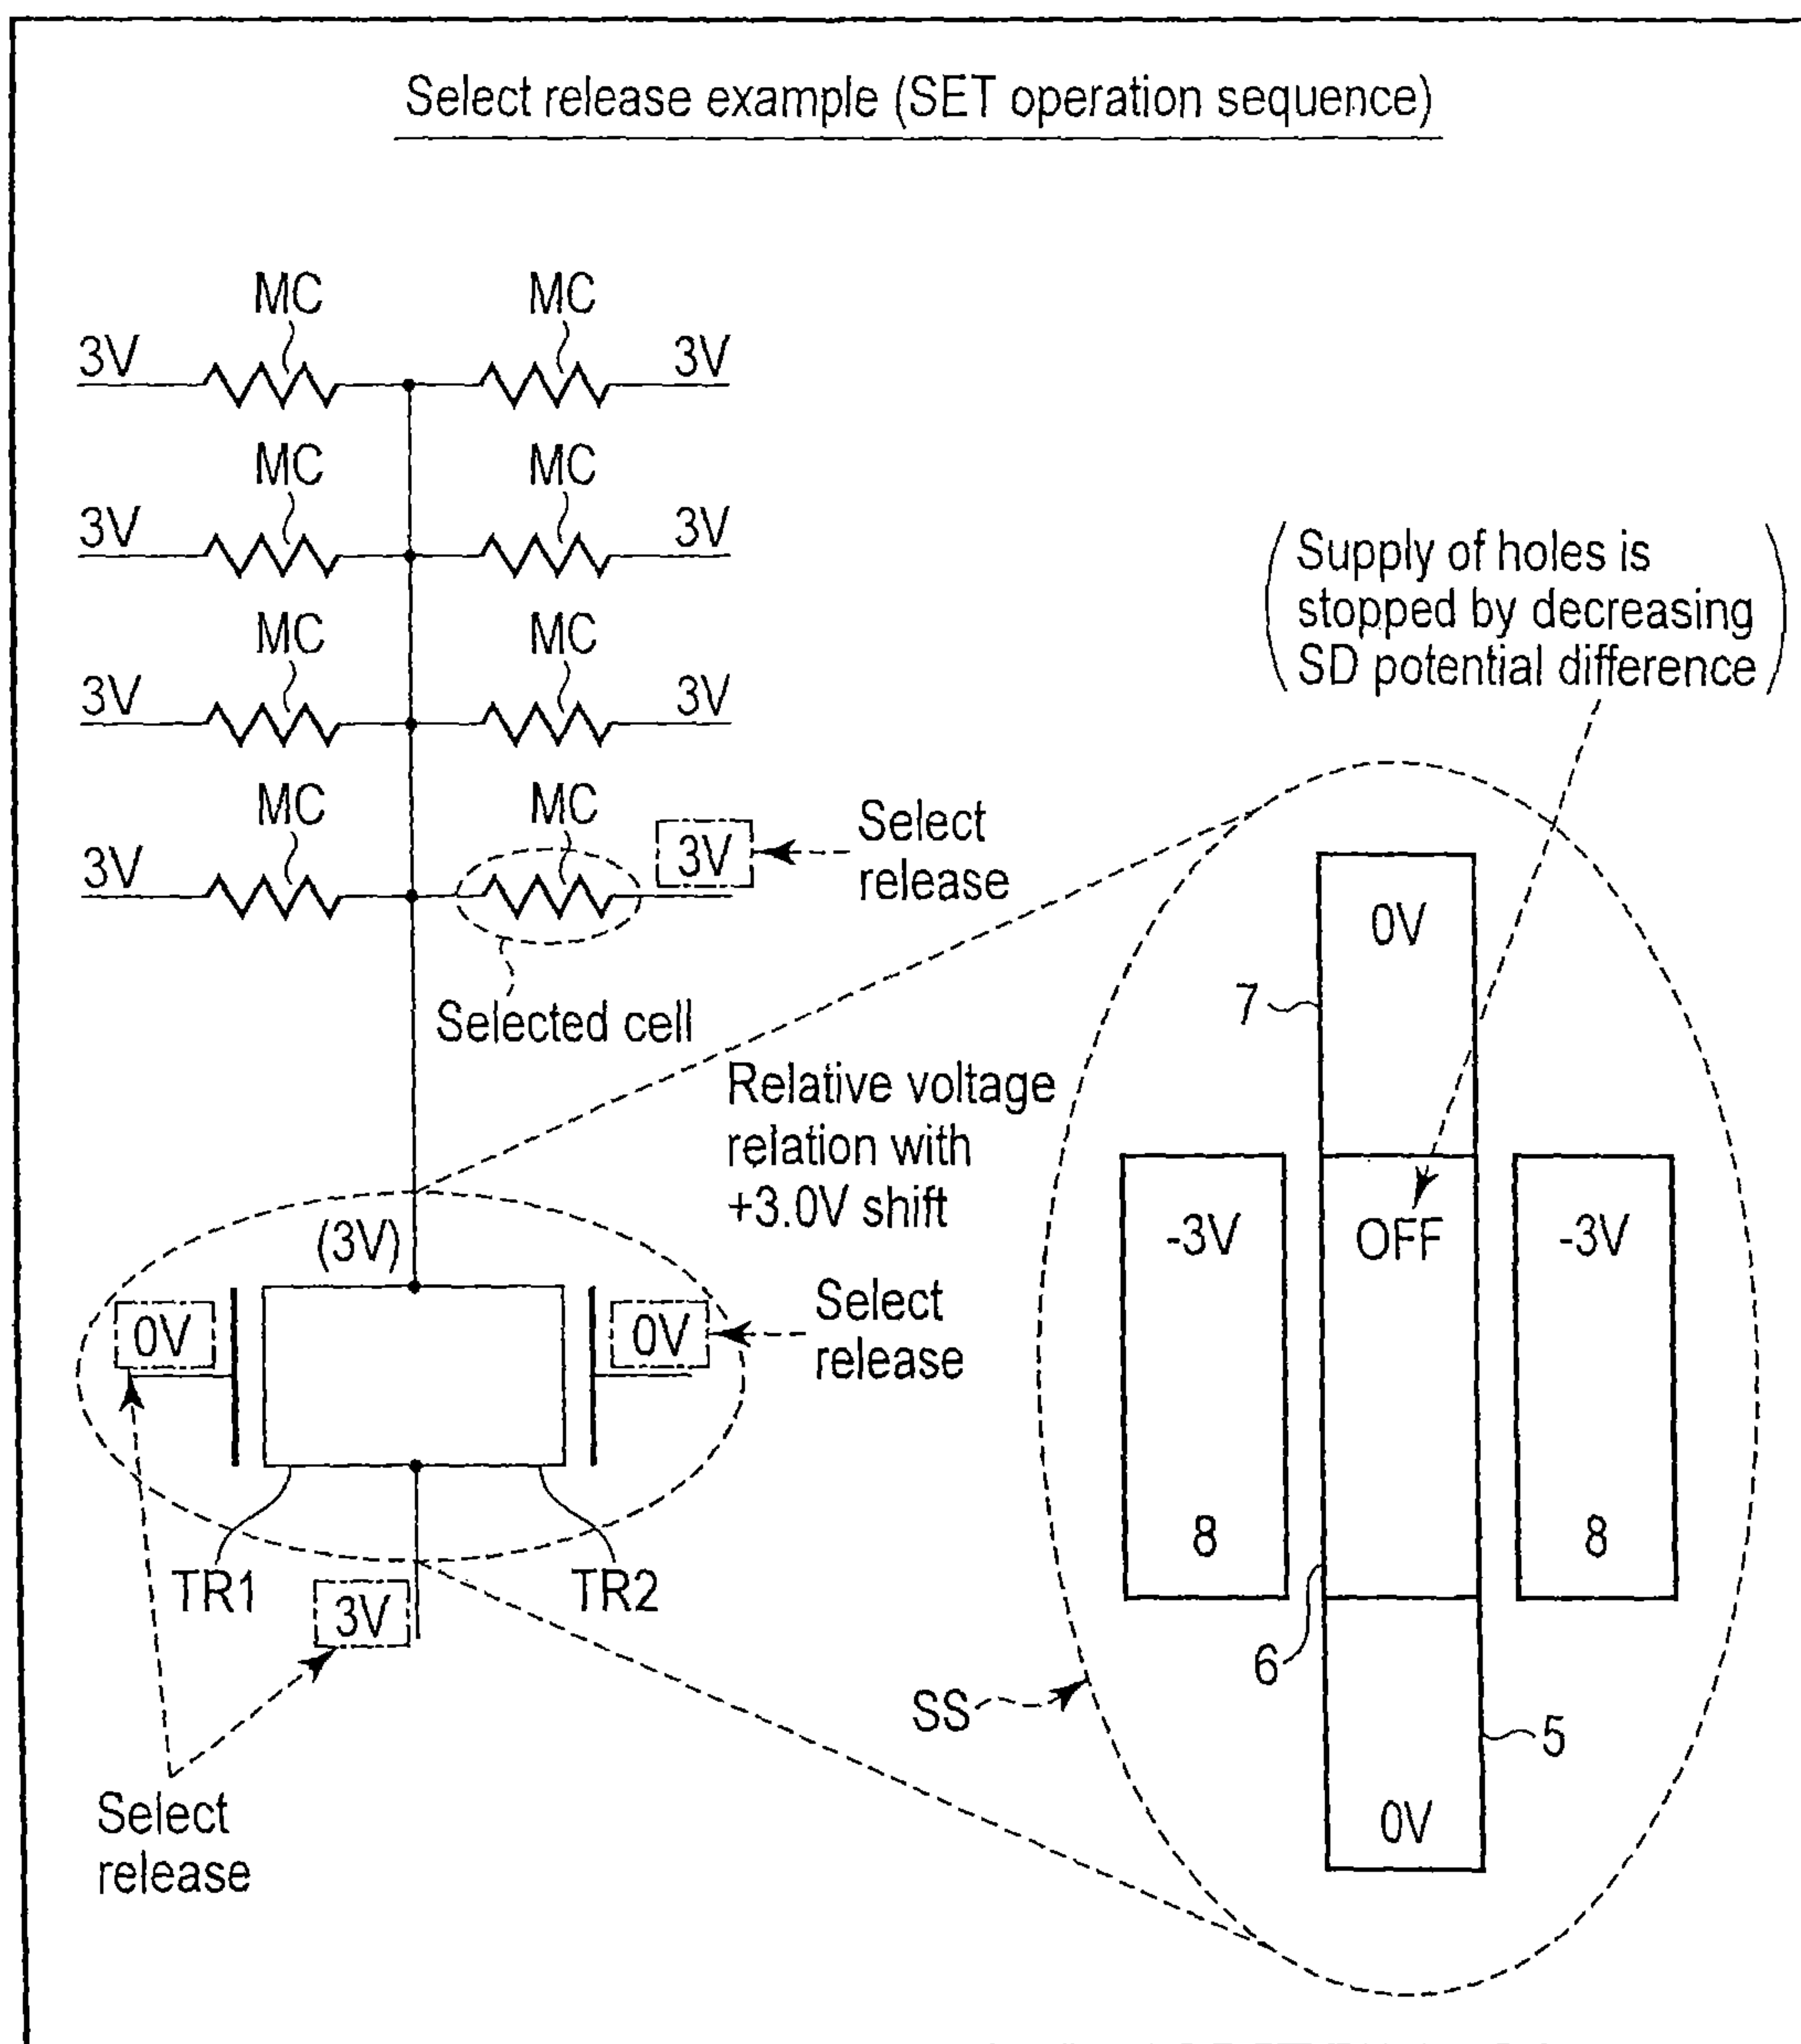 Select release example (SET operation sequence)
MC MC
3V 3V
MC MC
3V 3V
MC MC
3V 3V
MC MC
3V 3V
Select
release
Selected cell
(Supply of holes is
stopped by decreasing
SD potential difference)
Relative voltage
relation with
+3.0V shift
(3V)
0V 0V
Select
release
TR1 TR2
3V
Select
release
0V
7
-3V OFF -3V
8 8
6
SS
5
0V